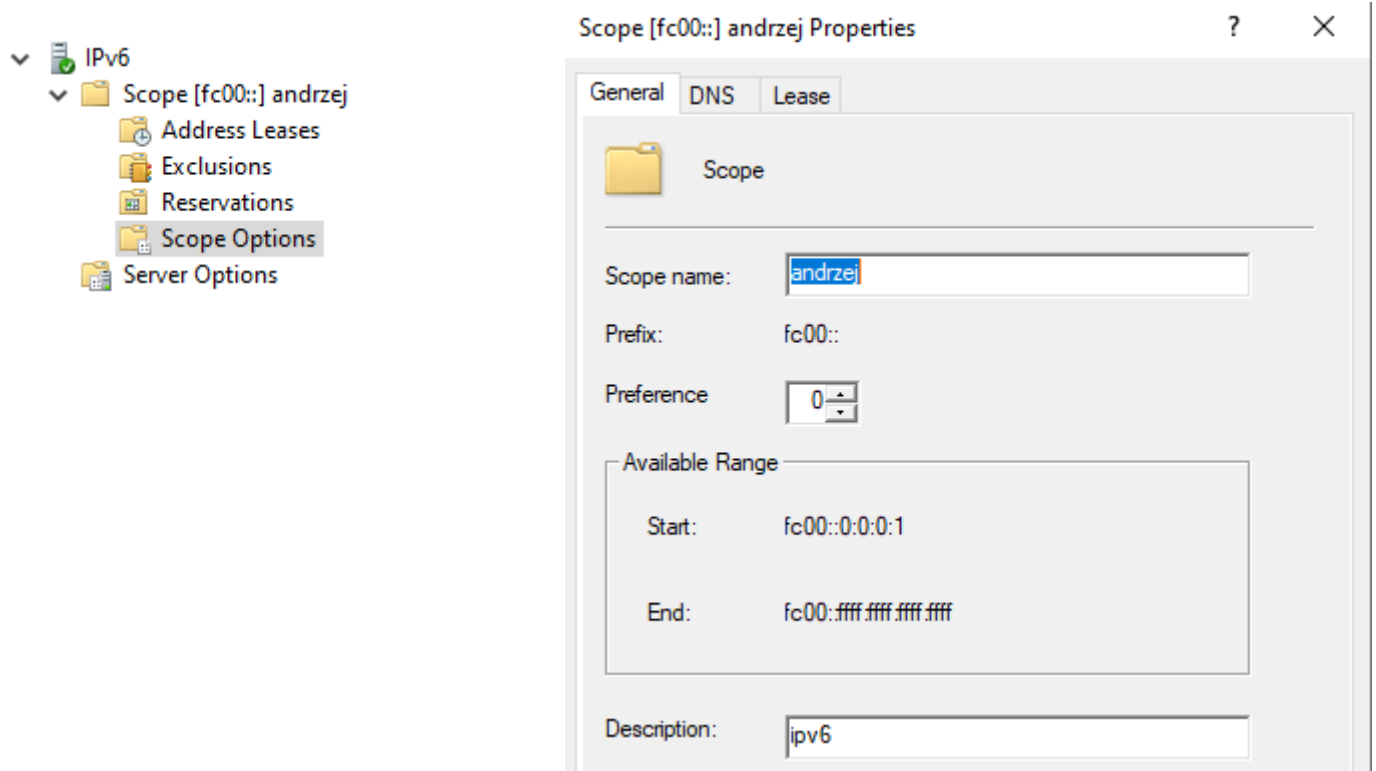 IPv6
Scope [fc00::] andrzej
Address Leases
Exclusions
Reservations
Scope Options
Server Options
Scope [fc00::] andrzej Properties ?
General DNS Lease
Scope
Scope name: andrzej
Prefix: fc00::
Preference 0
Available Range
Start: fc00::0:0:0:1
End: fc00::ffff:ffff:ffff:ffff
Description: ipv6